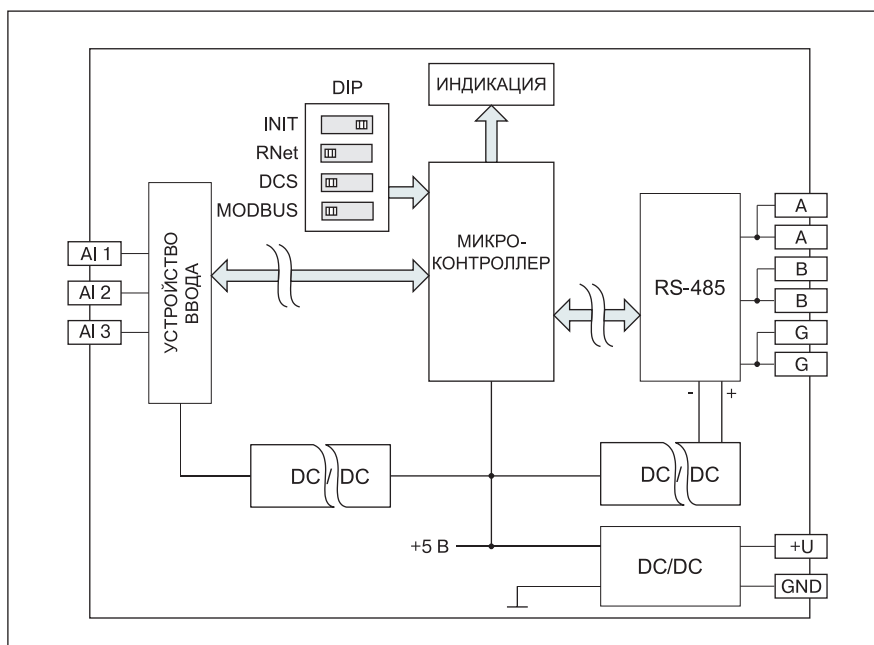 DIP
ИНДИКАЦИЯ
INIT
RNet
DCS
MODBUS
AI 1
AI 2
AI 3
УСТРОЙСТВО
ВВОДА
МИКРО-
КОНТРОЛЛЕР
RS-485
A
A
B
B
G
G
- +
DC / DC
DC / DC
+5 В
DC/DC
+U
GND